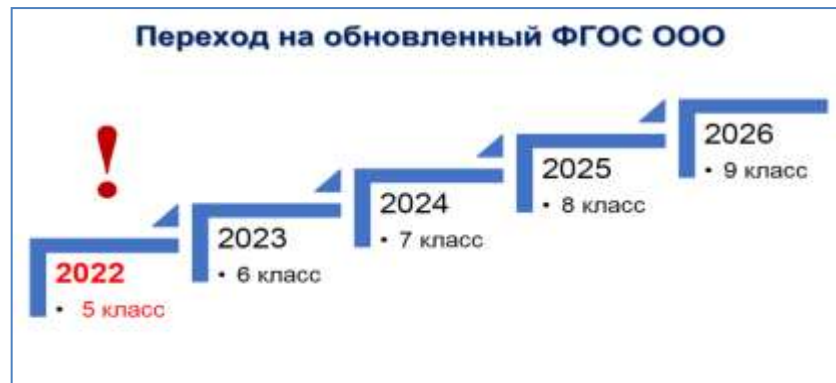 Переход на обновленный ФГОС ООО
!
2022
• 5 класс
2023
• 6 класс
2024
• 7 класс
2025
• 8 класс
2026
• 9 класс